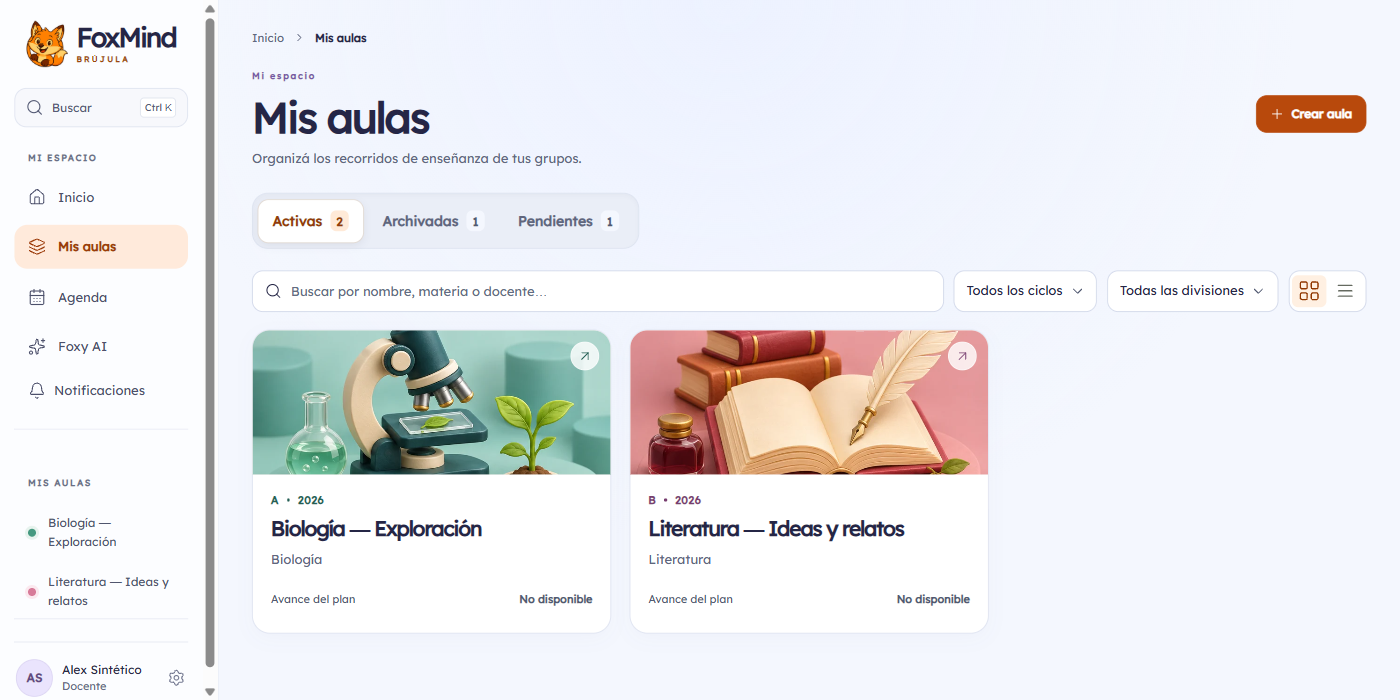 FoxMind
BRÚJULA
Buscar
Ctrl K
MI ESPACIO
Inicio
Mis aulas
Agenda
Foxy AI
Notificaciones
MIS AULAS
Biología —
Exploración
Literatura — Ideas y
relatos
AS
Alex Sintético
Docente
Inicio > Mis aulas
Mi espacio
Mis aulas
Organizá los recorridos de enseñanza de tus grupos.
+ Crear aula
Activas 2
Archivadas 1
Pendientes 1
Buscar por nombre, materia o docente...
Todos los ciclos
Todas las divisiones
A • 2026
Biología — Exploración
Biología
Avance del plan
No disponible
B • 2026
Literatura — Ideas y relatos
Literatura
Avance del plan
No disponible